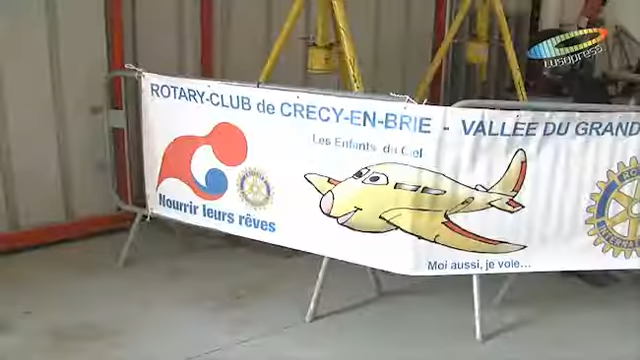 Lusopress
ROTARY-CLUB de CRECY-EN-BRIE - VALLEE DU GRAND
Les Enfants du Ciel
Nourrir leurs rêves
Moi aussi, je vole...